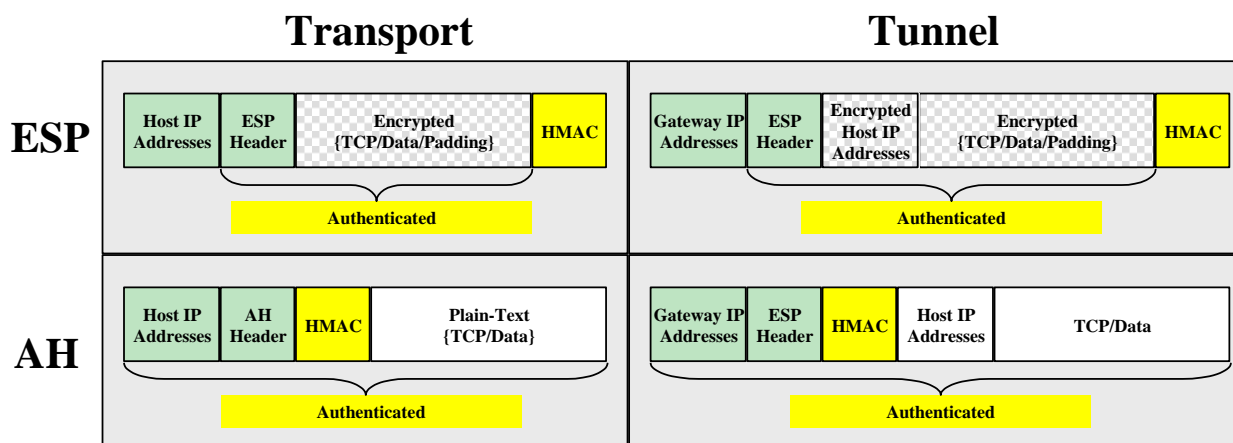 Transport
Tunnel
ESP
Host IP
Addresses
ESP
Header
Encrypted
{TCP/Data/Padding}
HMAC
Authenticated
Gateway IP
Addresses
ESP
Header
Encrypted
Host IP
Addresses
Encrypted
{TCP/Data/Padding}
HMAC
Authenticated
AH
Host IP
Addresses
AH
Header
HMAC
Plain-Text
{TCP/Data}
Authenticated
Gateway IP
Addresses
ESP
Header
HMAC
Host IP
Addresses
TCP/Data
Authenticated